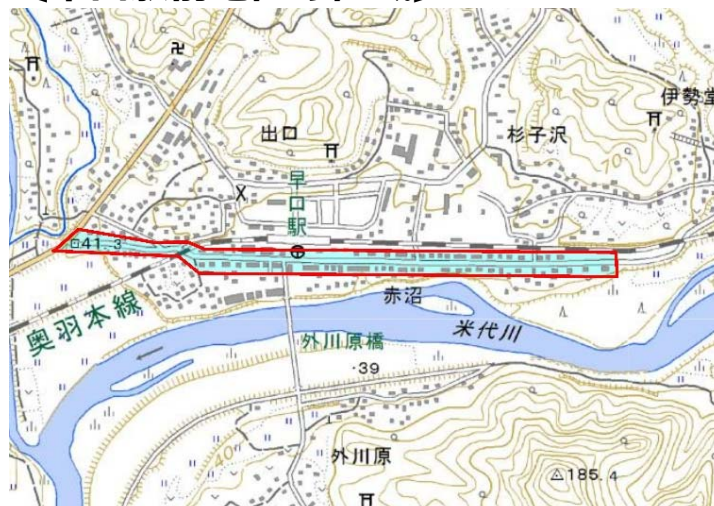 伊勢堂
出口
杉子沢
早口駅
41.3
赤沼
奥羽本線
米代川
外川原橋
・39
40
外川原
185.4